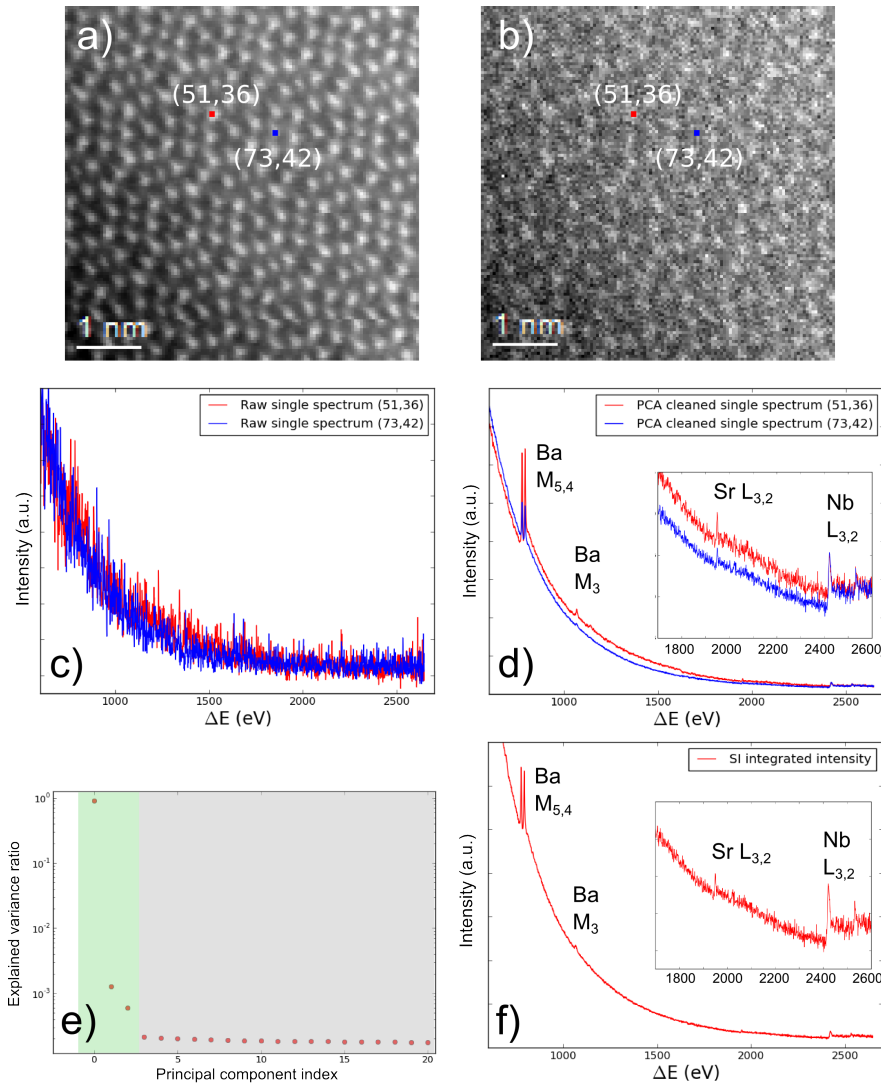 a)
(51,36)
(73,42)
1 nm
b)
(51,36)
(73,42)
1 nm
Raw single spectrum (51,36)
Raw single spectrum (73,42)
Intensity (a.u.)
c)
1000 1500 2000 2500
ΔE (eV)
PCA cleaned single spectrum (51,36)
PCA cleaned single spectrum (73,42)
Ba
M5,4
Ba
M3
Sr L3,2
Nb
L3,2
1800 2000 2200 2400 2600
Intensity (a.u.)
d)
1000 1500 2000 2500
ΔE (eV)
10^0
10^-1
10^-2
10^-3
Explained variance ratio
e)
0 5 10 15 20
Principal component index
SI integrated intensity
Ba
M5,4
Ba
M3
Sr L3,2
Nb
L3,2
1800 2000 2200 2400 2600
Intensity (a.u.)
f)
1000 1500 2000 2500
ΔE (eV)